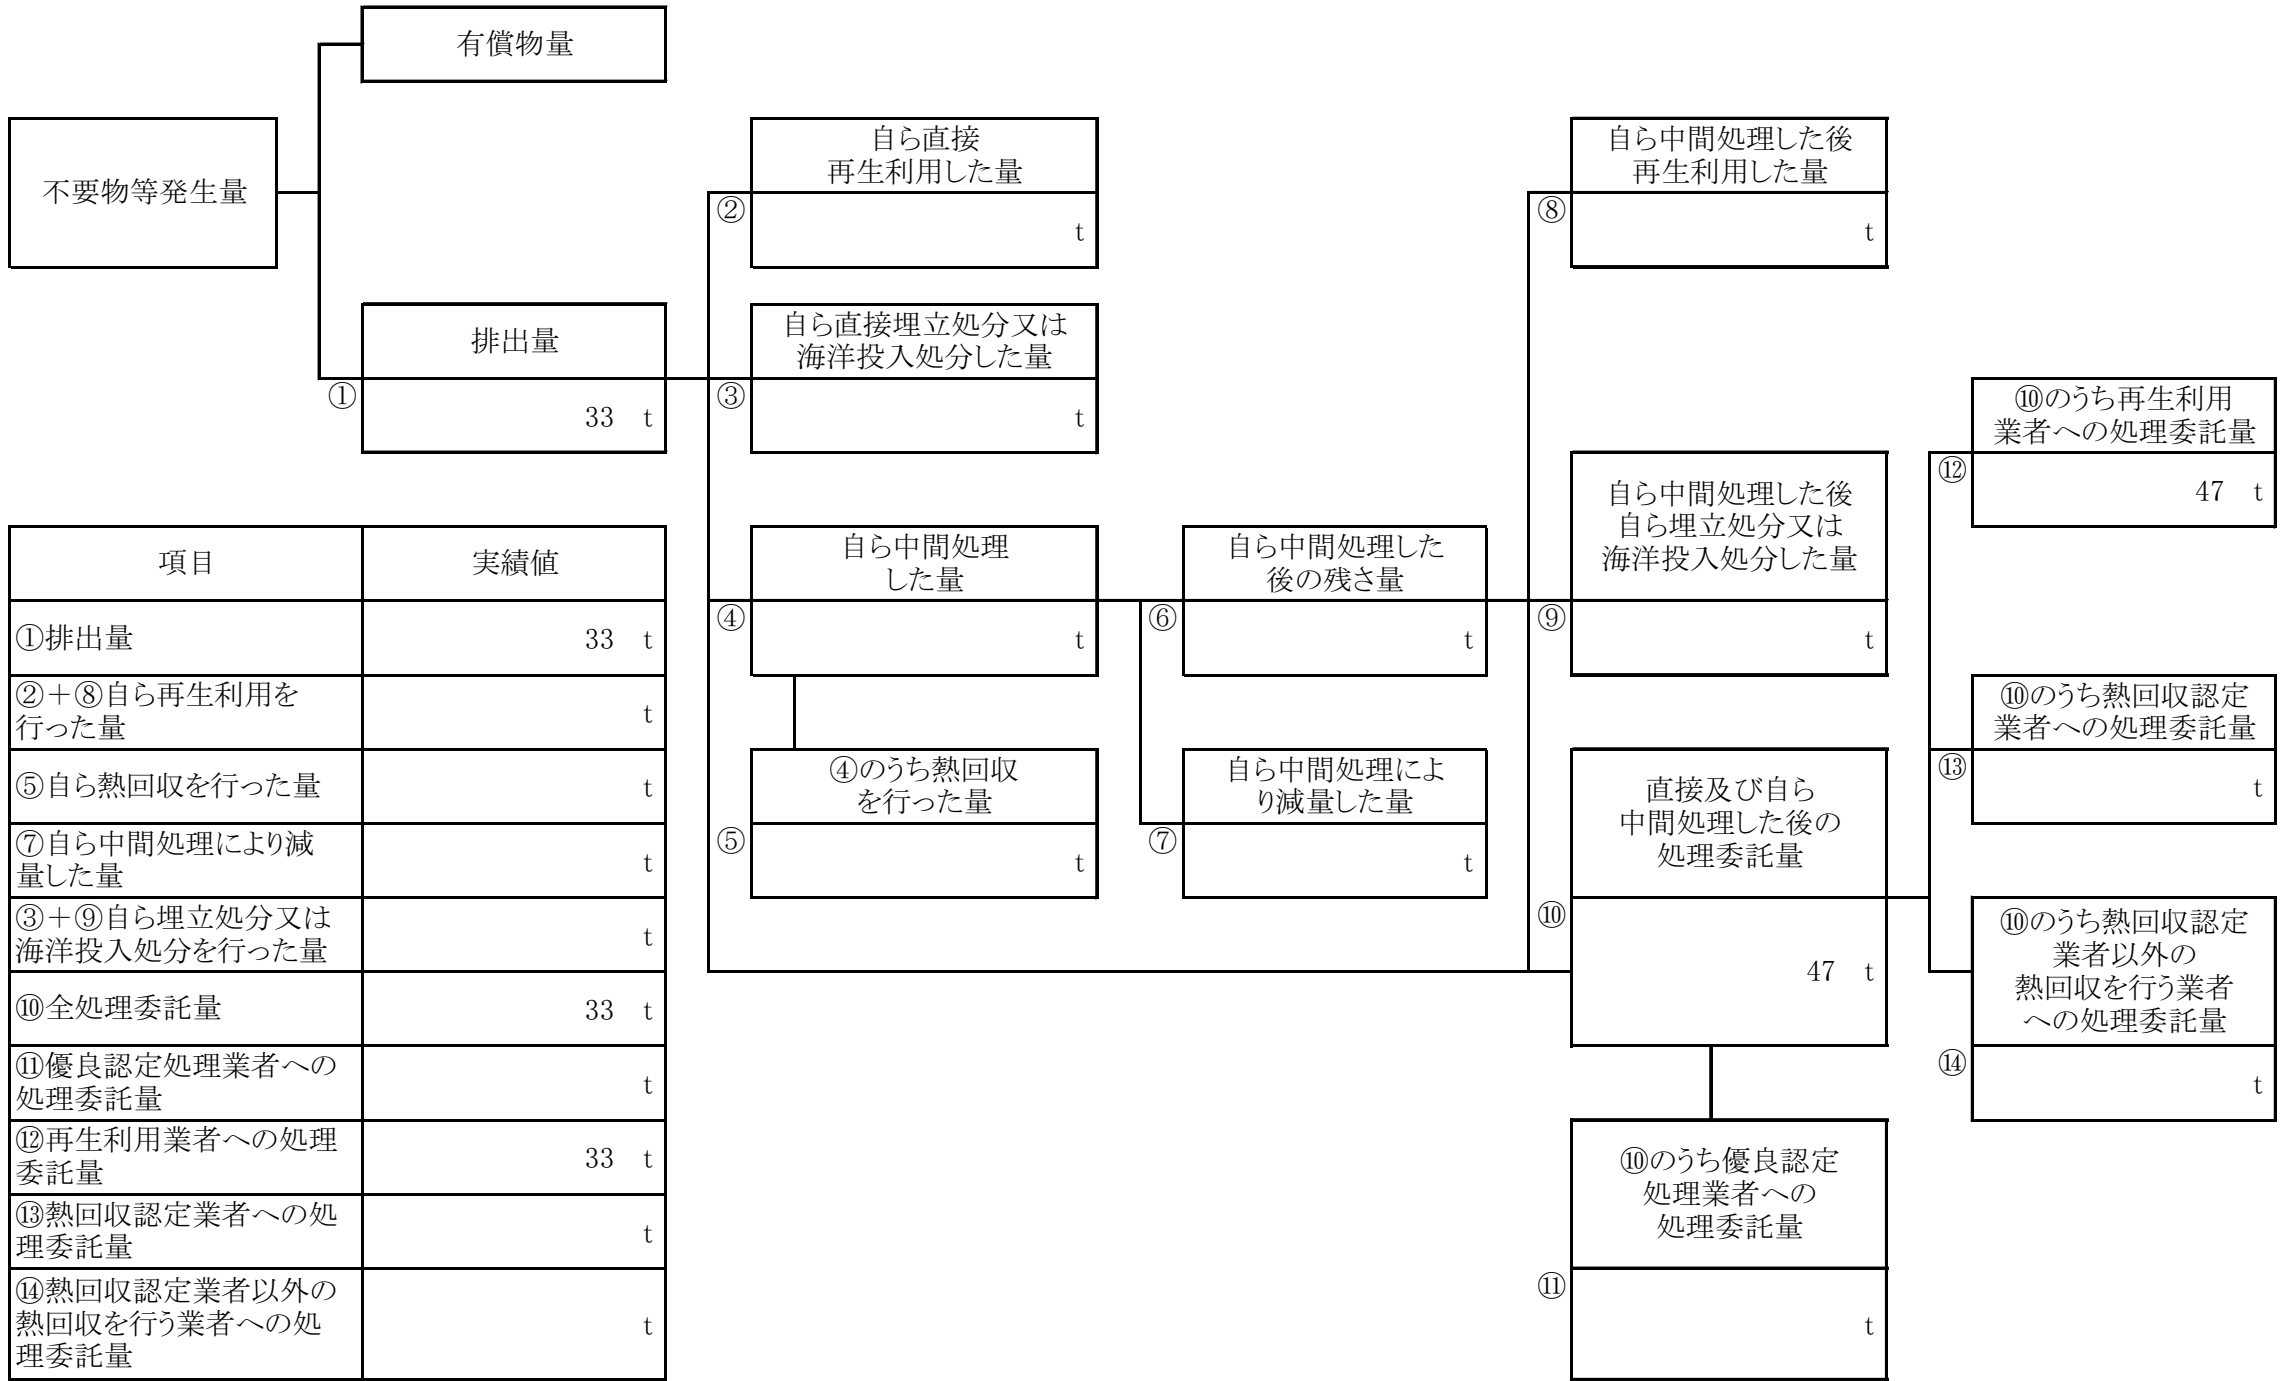 有償物量
不要物等発生量
排出量
①
33 t
自ら直接
再生利用した量
②
t
自ら直接埋立処分又は
海洋投入処分した量
③
t
自ら中間処理
した量
④
t
④のうち熱回収
を行った量
⑤
t
自ら中間処理した
後の残さ量
⑥
t
自ら中間処理によ
り減量した量
⑦
t
自ら中間処理した後
再生利用した量
⑧
t
自ら中間処理した後
自ら埋立処分又は
海洋投入処分した量
⑨
t
直接及び自ら
中間処理した後の
処理委託量
⑩
47 t
⑩のうち優良認定
処理業者への
処理委託量
⑪
t
⑩のうち再生利用
業者への処理委託量
⑫
47 t
⑩のうち熱回収認定
業者への処理委託量
⑬
t
⑩のうち熱回収認定
業者以外の
熱回収を行う業者
への処理委託量
⑭
t
項目 実績値
①排出量 33 t
②＋⑧自ら再生利用を
行った量
t
⑤自ら熱回収を行った量 t
⑦自ら中間処理により減
量した量
t
③＋⑨自ら埋立処分又は
海洋投入処分を行った量
t
⑩全処理委託量 33 t
⑪優良認定処理業者への
処理委託量
t
⑫再生利用業者への処理
委託量
33 t
⑬熱回収認定業者への処
理委託量
t
⑭熱回収認定業者以外の
熱回収を行う業者への処
理委託量
t